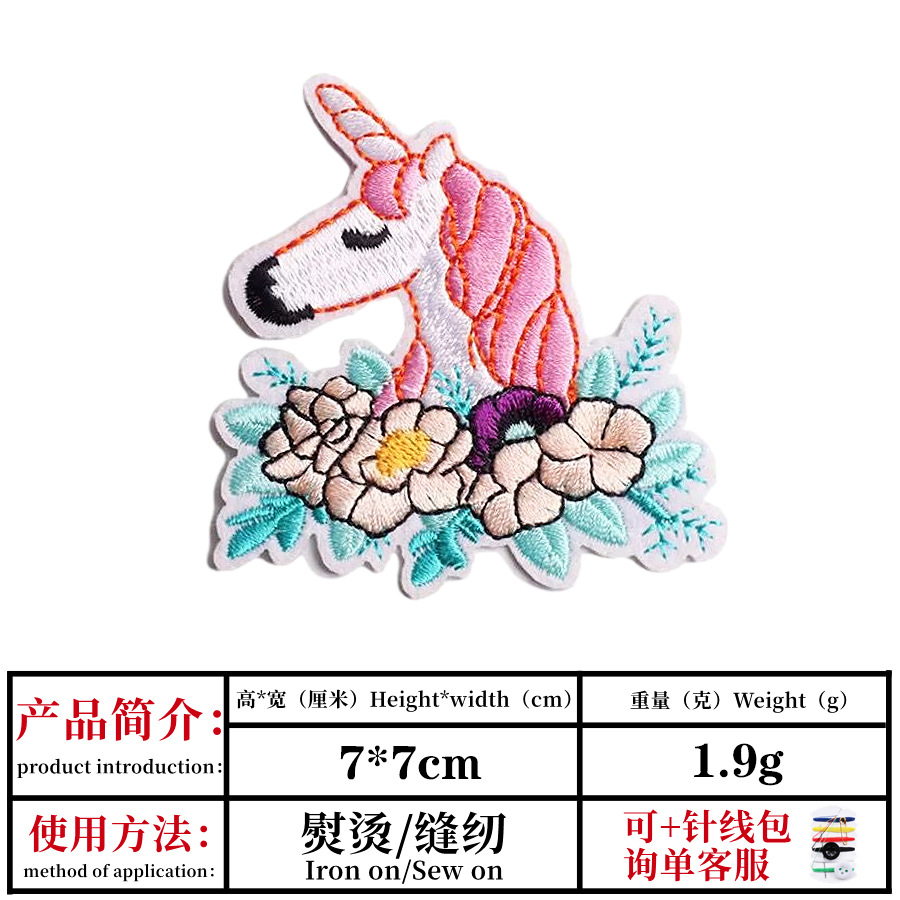 产品简介：
product introduction：
高*宽（厘米）Height*width（cm）
重量（克）Weight（g）
7*7cm
1.9g
使用方法：
method of application：
熨烫/缝纫
Iron on/Sew on
可+针线包
询单客服